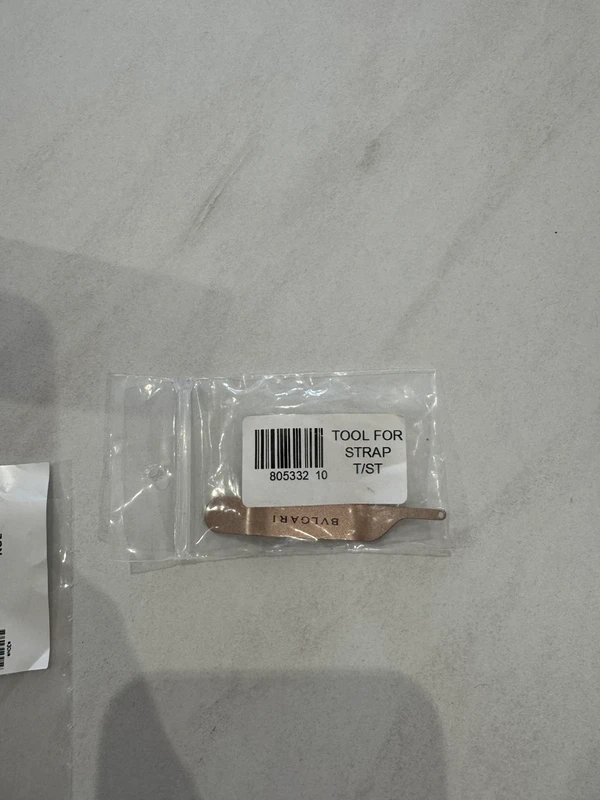 TOOL FOR
STRAP
T/ST
805332 10
BVLGARI